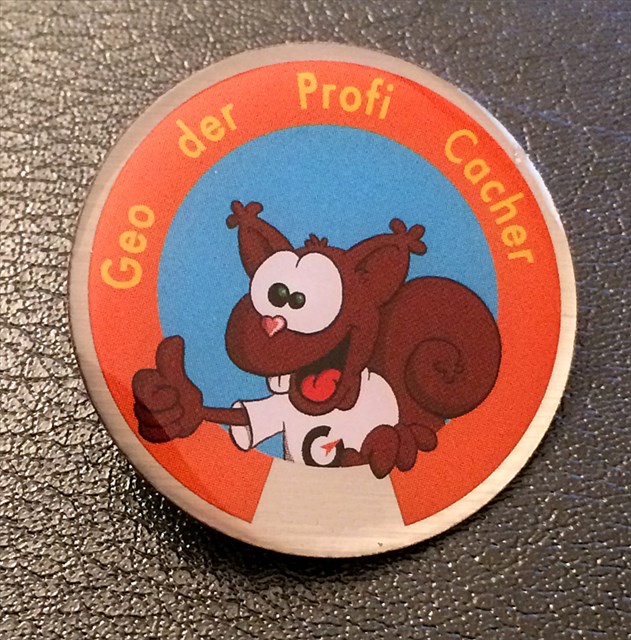 Geo der Profi Cacher